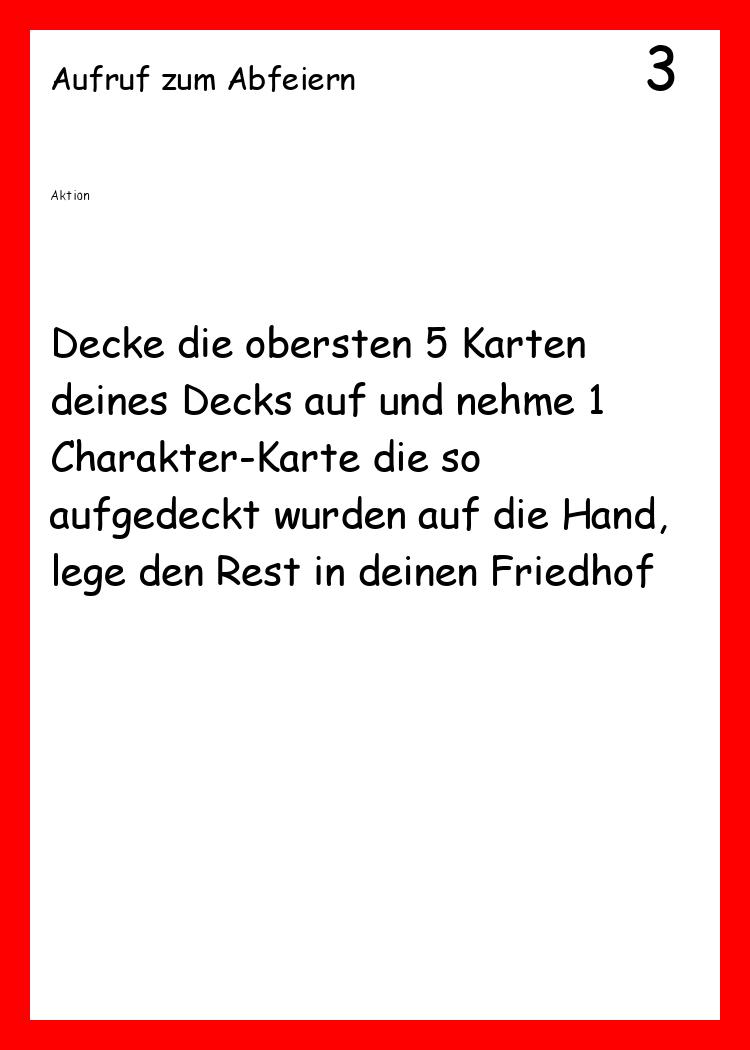 Aufruf zum Abfeiern
3
Aktion
Decke die obersten 5 Karten
deines Decks auf und nehme 1
Charakter-Karte die so
aufgedeckt wurden auf die Hand,
lege den Rest in deinen Friedhof